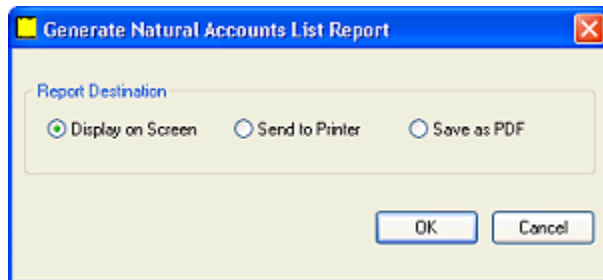 Generate Natural Accounts List Report
Report Destination
Display on Screen Send to Printer Save as PDF
OK Cancel